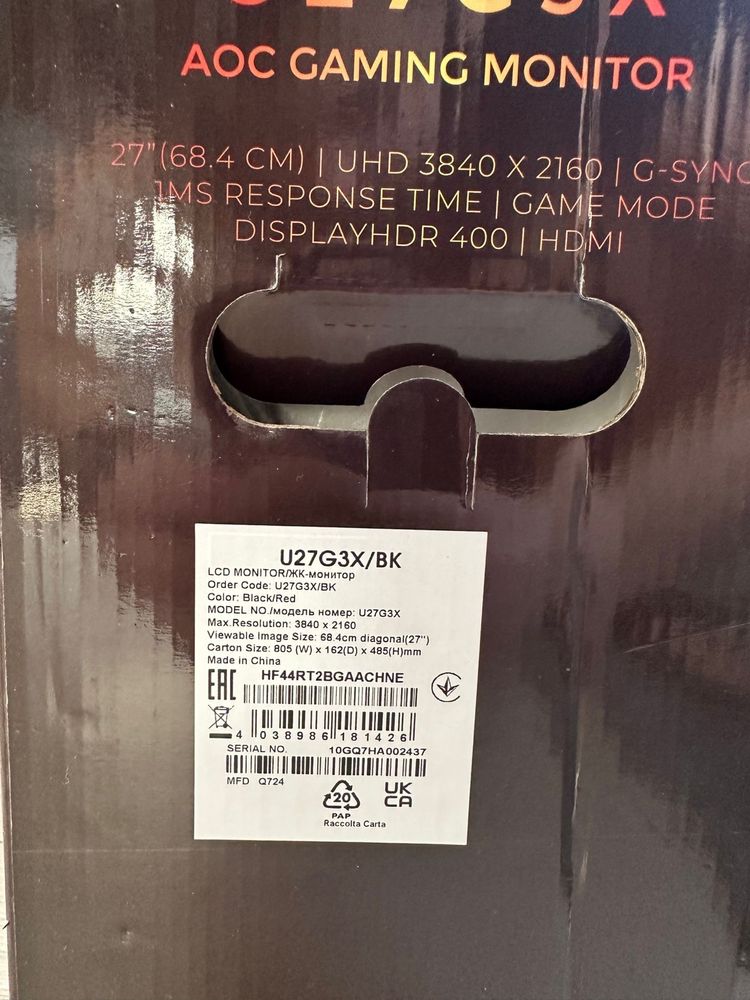 U27G3X
AOC GAMING MONITOR
27"(68.4 CM) | UHD 3840 X 2160 | G-SYNC
1MS RESPONSE TIME | GAME MODE
DISPLAYHDR 400 | HDMI
U27G3X/BK
LCD MONITOR/ЖК-монитор
Order Code: U27G3X/BK
Color: Black/Red
MODEL NO./модель номер: U27G3X
Max.Resolution: 3840 x 2160
Viewable Image Size: 68.4cm diagonal(27'')
Carton Size: 805 (W) x 162(D) x 485(H)mm
Made in China
EAC
HF44RT2BGAACHNE
4 038986 181426
SERIAL NO. 10GQ7HA002437
MFD Q724
20
PAP
Raccolta Carta
UK
CA